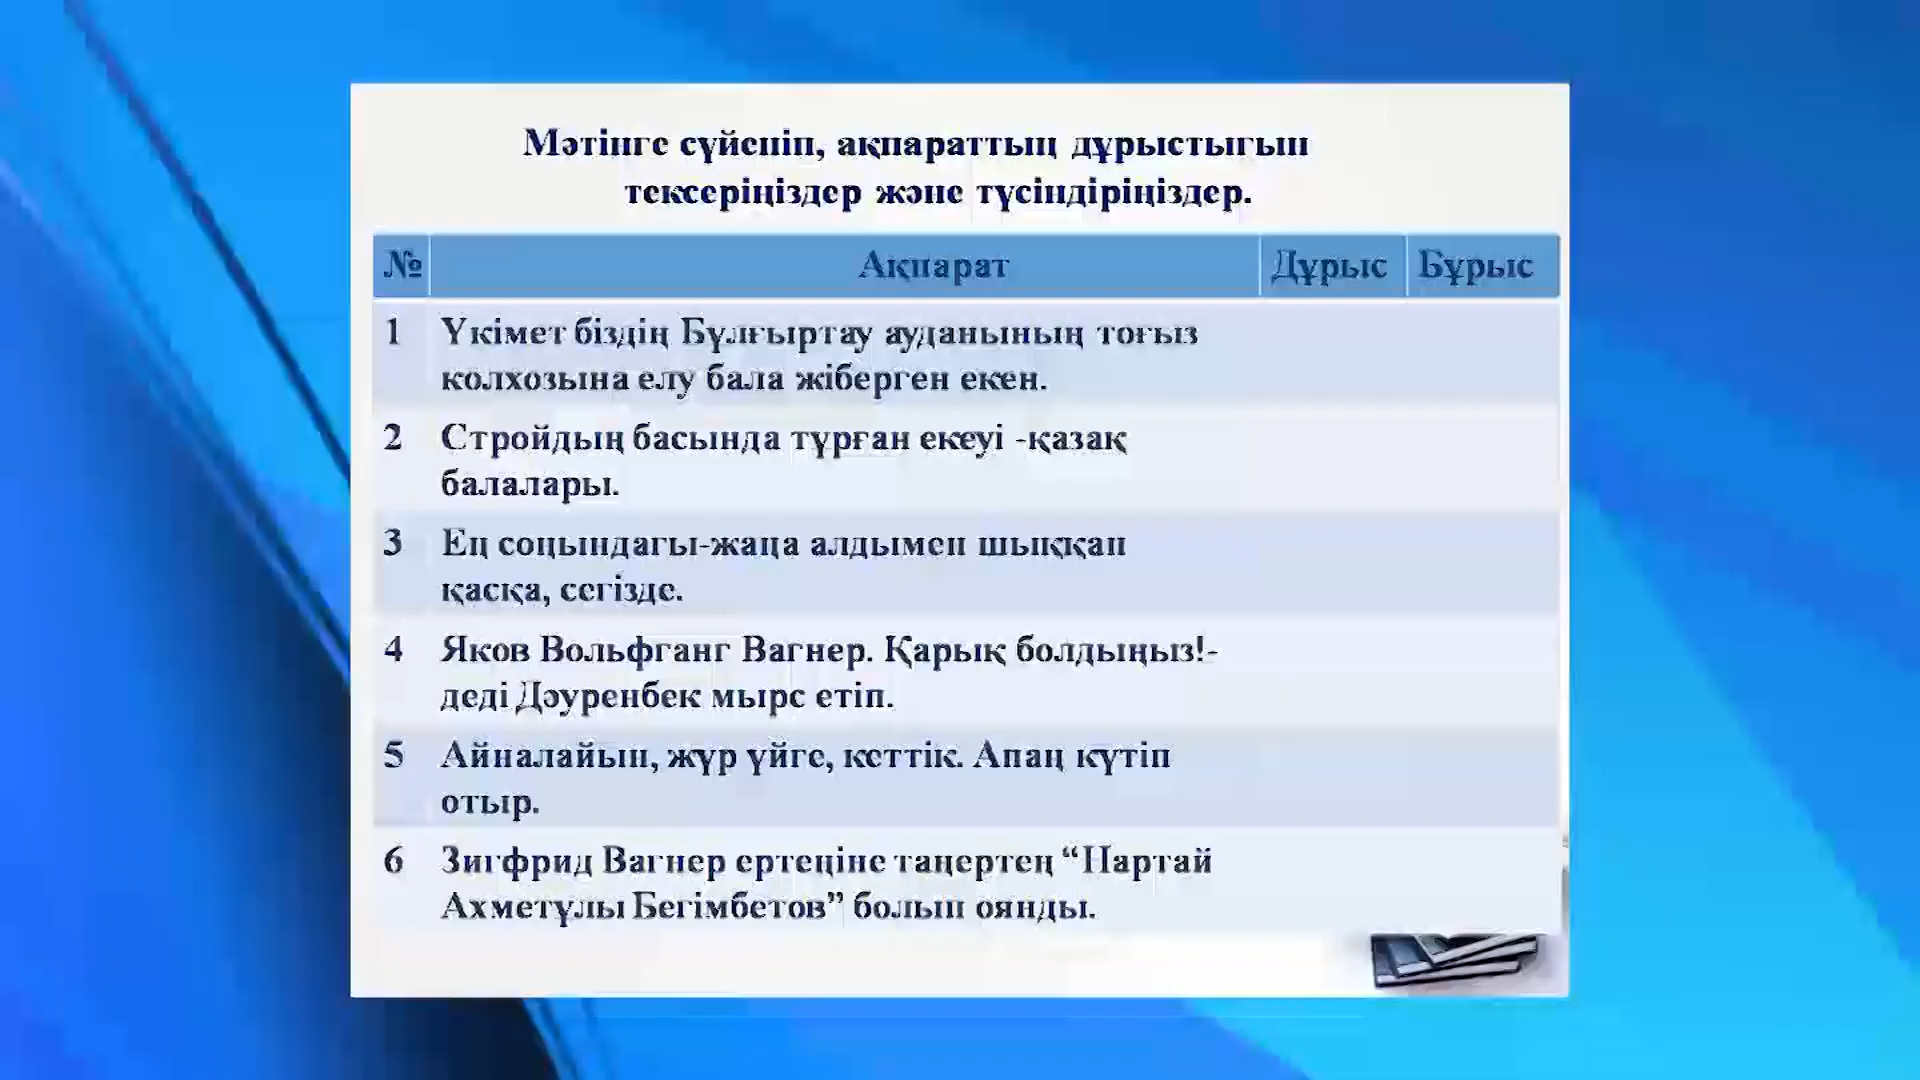 Мәтінге сүйеніп, ақпараттың дұрыстығын
тексеріңіздер және түсіндіріңіздер.
№ Ақпарат Дұрыс Бұрыс
1 Үкімет біздің Бұлғыртау ауданының тоғыз
колхозына елу бала жіберген екен.
2 Стройдың басында тұрған екеуі -қазақ
балалары.
3 Ең соңындағы-жаңа алдымен шыққан
қасқа, сегізде.
4 Яков Вольфганг Вагнер. Қарық болдыңыз!-
деді Дәуренбек мырс етіп.
5 Айналайын, жүр үйге, кеттік. Апаң күтіп
отыр.
6 Зигфрид Вагнер ертеңіне таңертең “Нартай
Ахметұлы Бегімбетов” болып оянды.